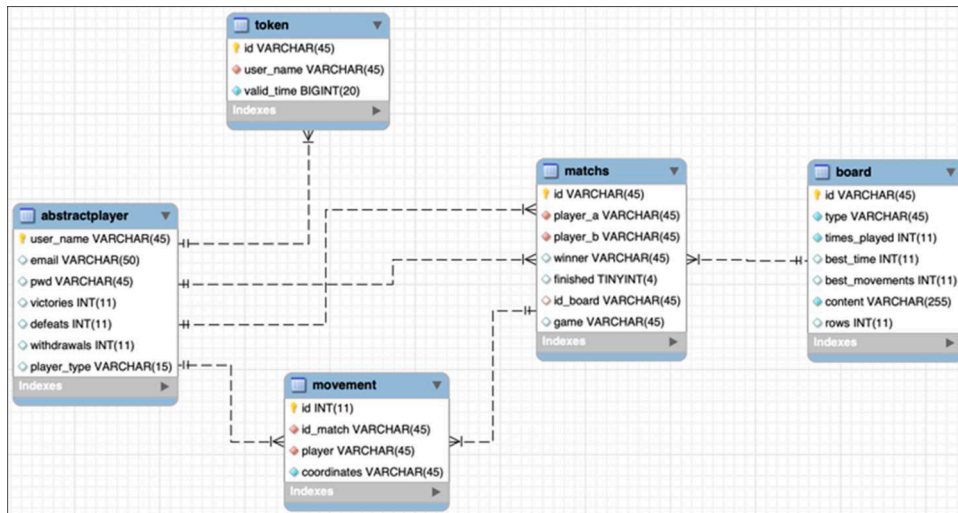 token
id VARCHAR(45)
user_name VARCHAR(45)
valid_time BIGINT(20)
Indexes
abstractplayer
user_name VARCHAR(45)
email VARCHAR(50)
pwd VARCHAR(45)
victories INT(11)
defeats INT(11)
withdrawals INT(11)
player_type VARCHAR(15)
Indexes
movement
id INT(11)
id_match VARCHAR(45)
player VARCHAR(45)
coordinates VARCHAR(45)
Indexes
matchs
id VARCHAR(45)
player_a VARCHAR(45)
player_b VARCHAR(45)
winner VARCHAR(45)
finished TINYINT(4)
id_board VARCHAR(45)
game VARCHAR(45)
Indexes
board
id VARCHAR(45)
type VARCHAR(45)
times_played INT(11)
best_time INT(11)
best_movements INT(11)
content VARCHAR(255)
rows INT(11)
Indexes